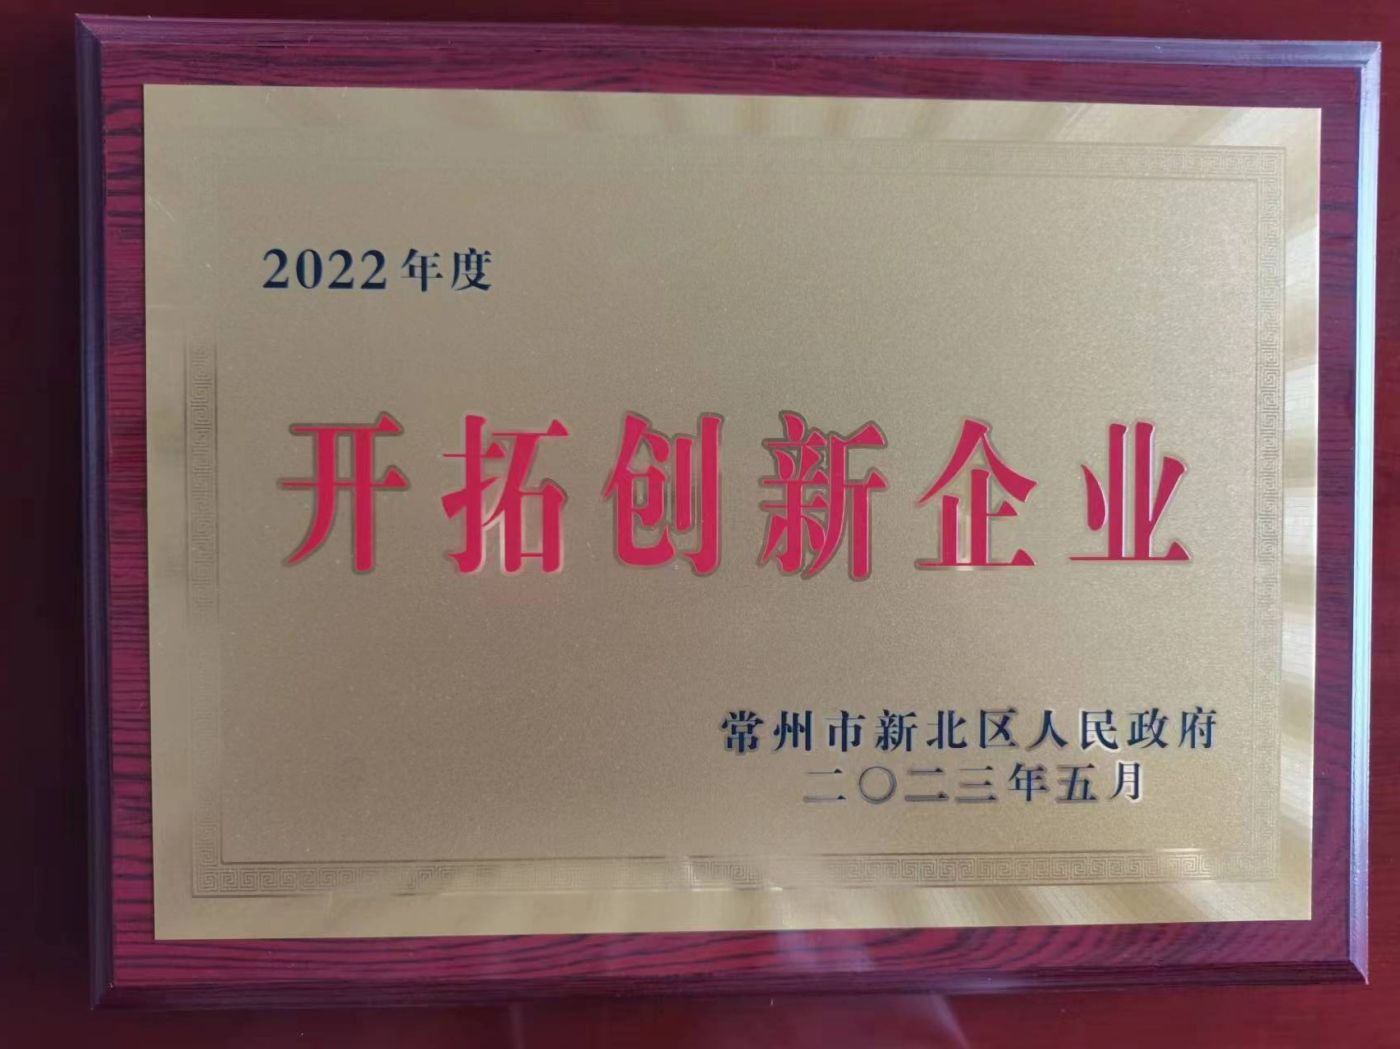 2022年度
开拓创新企业
常州市新北区人民政府
二〇二三年五月